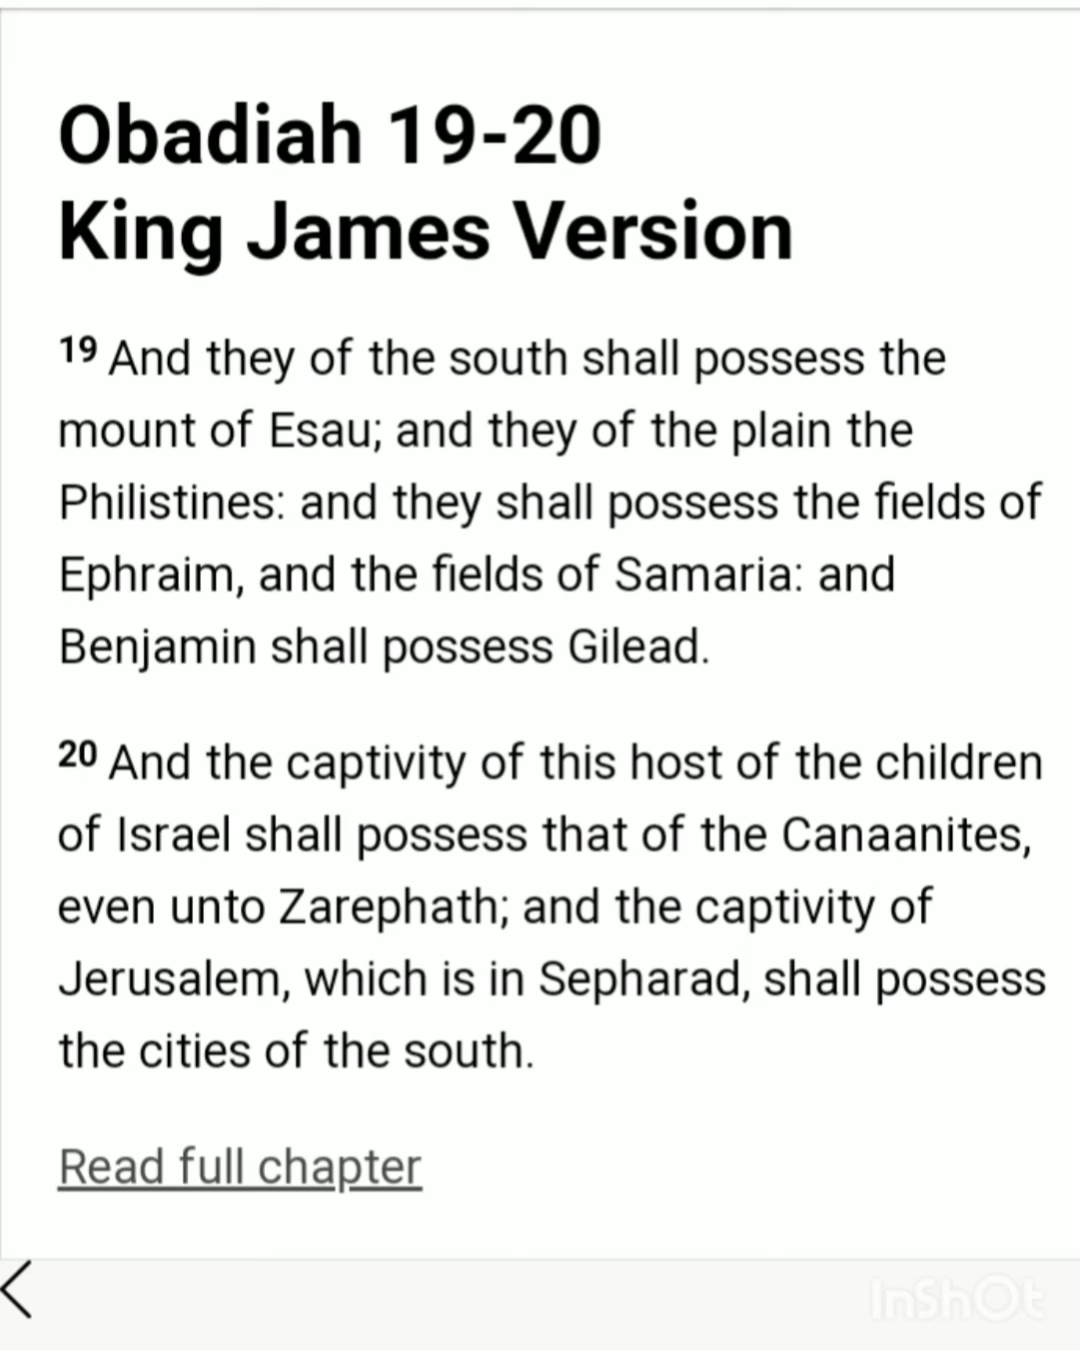 Obadiah 19-20
King James Version
19 And they of the south shall possess the
mount of Esau; and they of the plain the
Philistines: and they shall possess the fields of
Ephraim, and the fields of Samaria: and
Benjamin shall possess Gilead.
20 And the captivity of this host of the children
of Israel shall possess that of the Canaanites,
even unto Zarephath; and the captivity of
Jerusalem, which is in Sepharad, shall possess
the cities of the south.
Read full chapter
InShOt